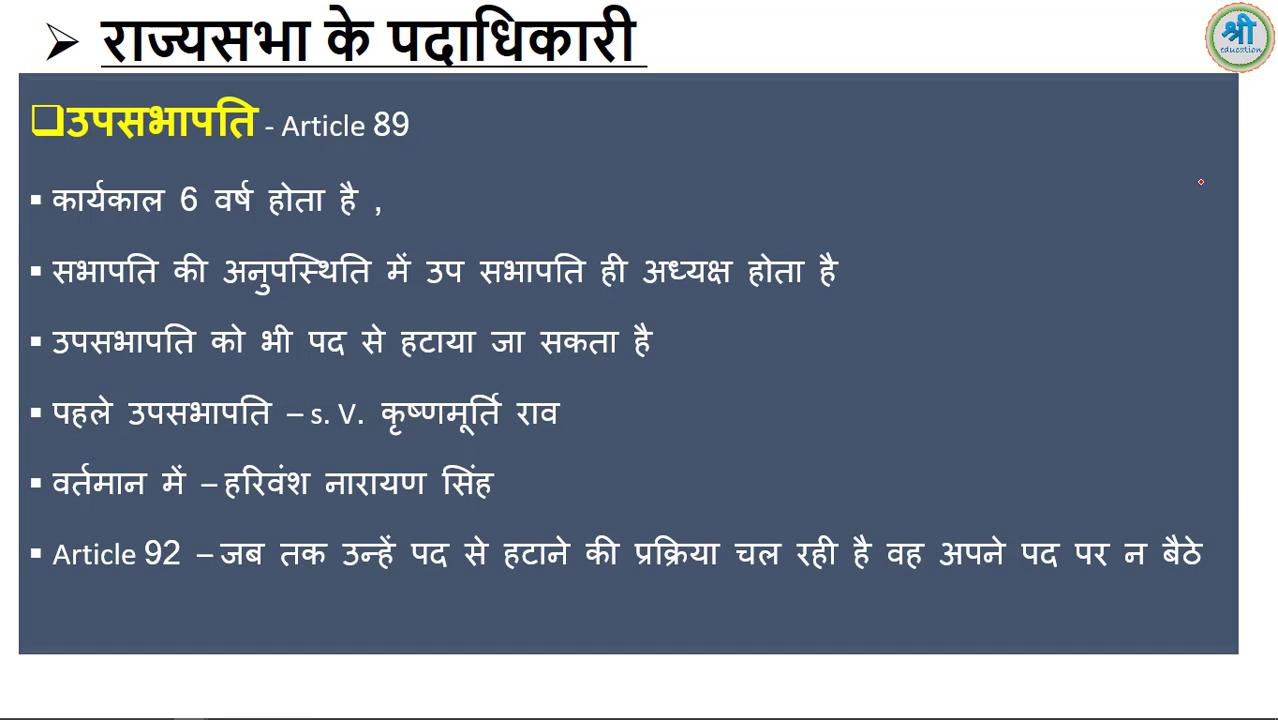 राज्यसभा के पदाधिकारी
श्री
education
उपसभापति - Article 89
कार्यकाल 6 वर्ष होता है ,
सभापति की अनुपस्थिति में उप सभापति ही अध्यक्ष होता है
उपसभापति को भी पद से हटाया जा सकता है
पहले उपसभापति – s. V. कृष्णमूर्ति राव
वर्तमान में – हरिवंश नारायण सिंह
Article 92 – जब तक उन्हें पद से हटाने की प्रक्रिया चल रही है वह अपने पद पर न बैठे